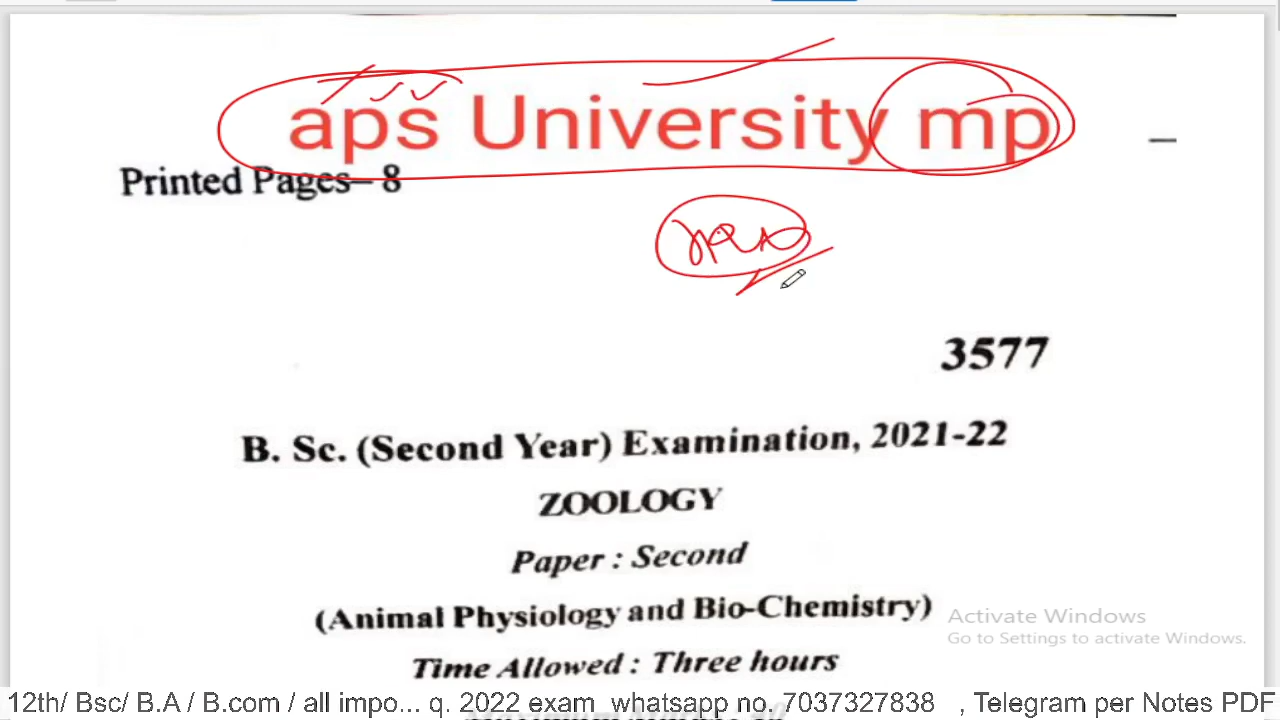 aps University mp
Printed Pages– 8
3577
B. Sc. (Second Year) Examination, 2021-22
ZOOLOGY
Paper : Second
(Animal Physiology and Bio-Chemistry)
Time Allowed : Three hours
Activate Windows
Go to Settings to activate Windows.
12th/ Bsc/ B.A / B.com / all impo... q. 2022 exam whatsapp no. 7037327838 , Telegram per Notes PDF